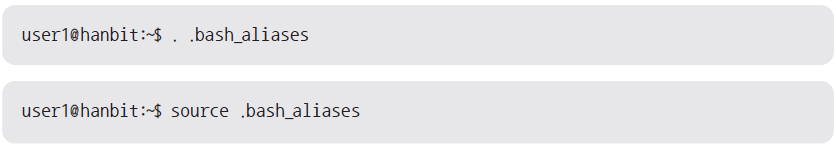 user1@hanbit:~$ . .bash_aliases
user1@hanbit:~$ source .bash_aliases